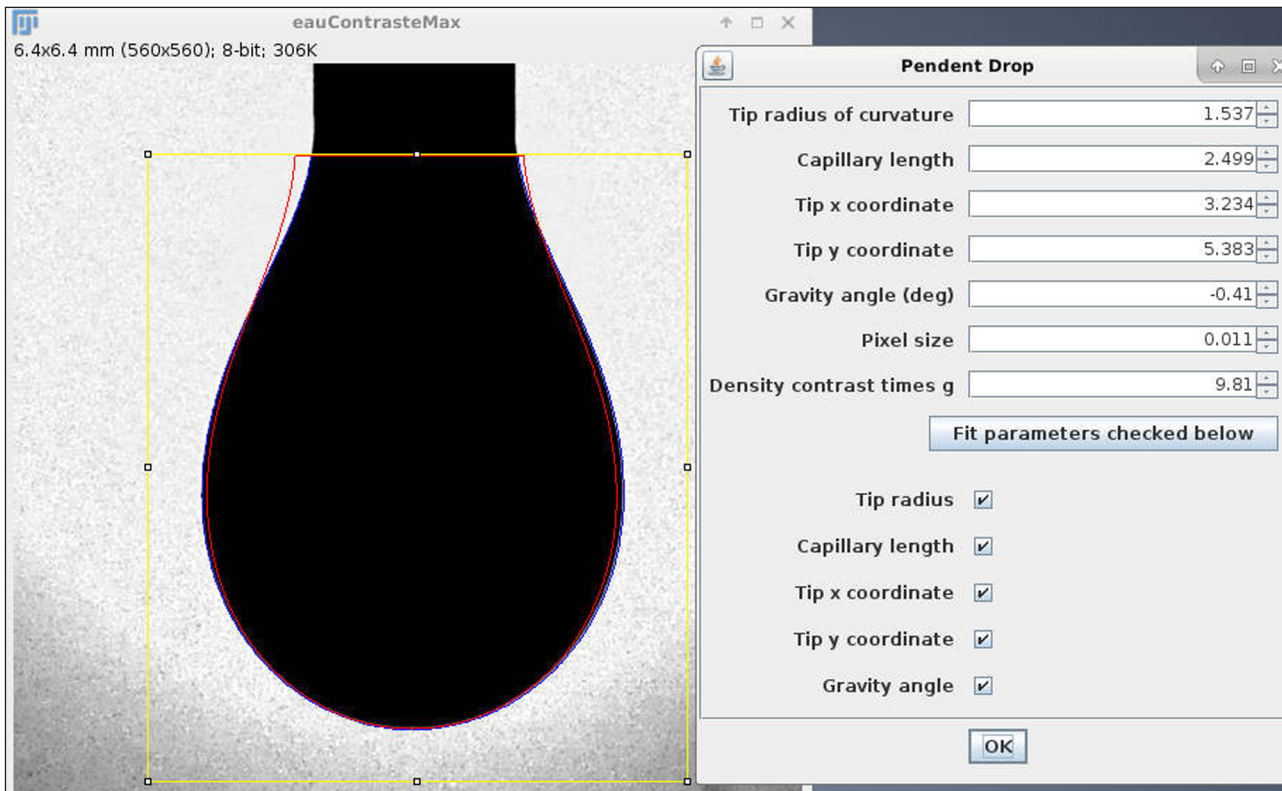 eauContrasteMax
6.4x6.4 mm (560x560); 8-bit; 306K
Pendent Drop
Tip radius of curvature 1.537
Capillary length 2.499
Tip x coordinate 3.234
Tip y coordinate 5.383
Gravity angle (deg) -0.41
Pixel size 0.011
Density contrast times g 9.81
Fit parameters checked below
Tip radius
Capillary length
Tip x coordinate
Tip y coordinate
Gravity angle
OK